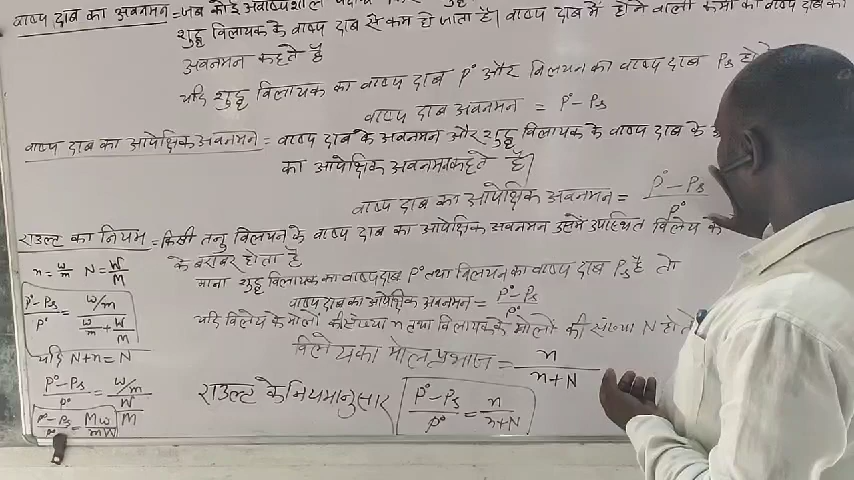 वाष्प दाब का अवनमन = जब कोई अवाष्पशील
शुद्ध विलायक के वाष्प दाब से कम हो जाता है। वाष्प दाब में होने वाली कमी को वाष्प दाब का
अवनमन कहते है
यदि शुद्ध विलायक का वाष्प दाब P° और विलयन का वाष्प दाब Ps
वाष्प दाब अवनमन = P° - Ps
वाष्प दाब का आपेक्षिक अवनमन = वाष्प दाब के अवनमन और शुद्ध विलायक के वाष्प दाब के
का आपेक्षिक अवनमन कहते है।
वाष्प दाब का आपेक्षिक अवनमन = P° - Ps / P°
राउल्ट का नियम = किसी तनु विलयन के वाष्प दाब का आपेक्षिक अवनमन उसमें उपस्थित विलेय के
के बराबर होता है
माना शुद्ध विलायक का वाष्पदाब P° तथा विलयन का वाष्प दाब Ps है तो
वाष्प दाब का आपेक्षिक अवनमन = P° - Ps / P°
यदि विलेय के मोलों की संख्या n तथा विलायक के मोलों की संख्या N हो तो
विलेय का मोल प्रभाज = n / n+N
राउल्ट के नियमानुसार P° - Ps / P° = n / n+N
n = w/m N = W/M
P° - Ps / P° = w/m / w/m + W/M
यदि N+n = N
P° - Ps / P° = w/m / W/M
P° - Ps / P° = Mw / mW